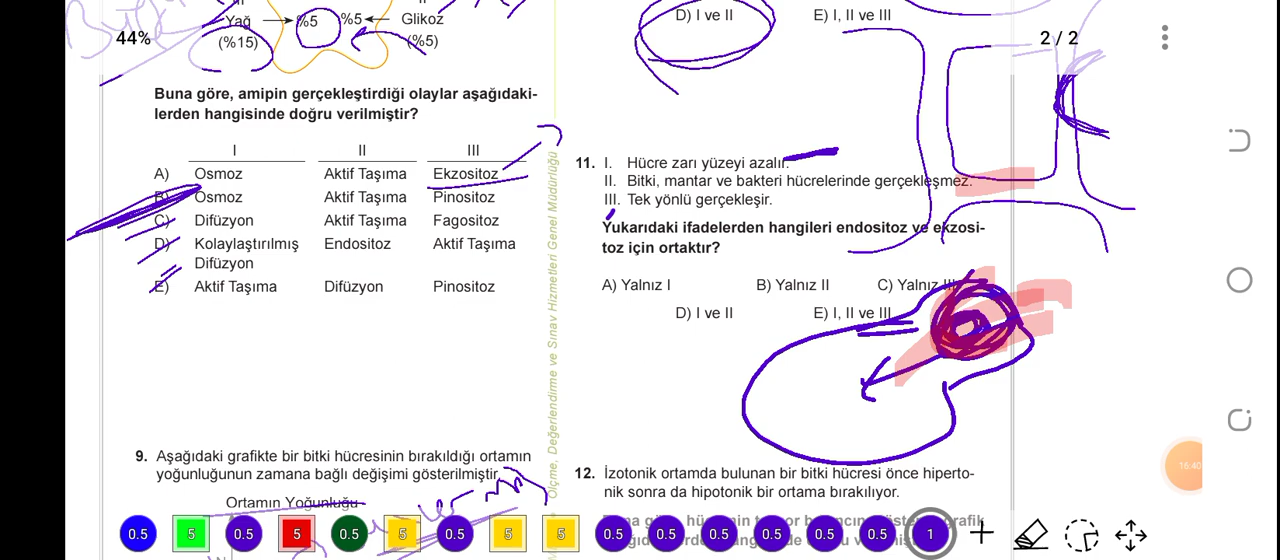 44%
2 / 2
Yağ
%5
%5
Glikoz
(%15)
(%5)
Buna göre, amipin gerçekleştirdiği olaylar aşağıdaki-
lerden hangisinde doğru verilmiştir?
I II III
A) Osmoz Aktif Taşıma Ekzositoz
B) Osmoz Aktif Taşıma Pinositoz
C) Difüzyon Aktif Taşıma Fagositoz
D) Kolaylaştırılmış Endositoz Aktif Taşıma
Difüzyon
E) Aktif Taşıma Difüzyon Pinositoz
9. Aşağıdaki grafikte bir bitki hücresinin bırakıldığı ortamın
yoğunluğunun zamana bağlı değişimi gösterilmiştir.
Ortamın Yoğunluğu
Ölçme, Değerlendirme ve Sınav Hizmetleri Genel Müdürlüğü
D) I ve II E) I, II ve III
11. I. Hücre zarı yüzeyi azalır.
II. Bitki, mantar ve bakteri hücrelerinde gerçekleşmez.
III. Tek yönlü gerçekleşir.
Yukarıdaki ifadelerden hangileri endositoz ve ekzosi-
toz için ortaktır?
A) Yalnız I B) Yalnız II C) Yalnız III
D) I ve II E) I, II ve III
12. İzotonik ortamda bulunan bir bitki hücresi önce hiperto-
nik sonra da hipotonik bir ortama bırakılıyor.
16:40
0.5 5 0.5 5 0.5 5 0.5 5 5 0.5 0.5 0.5 0.5 0.5 0.5 1